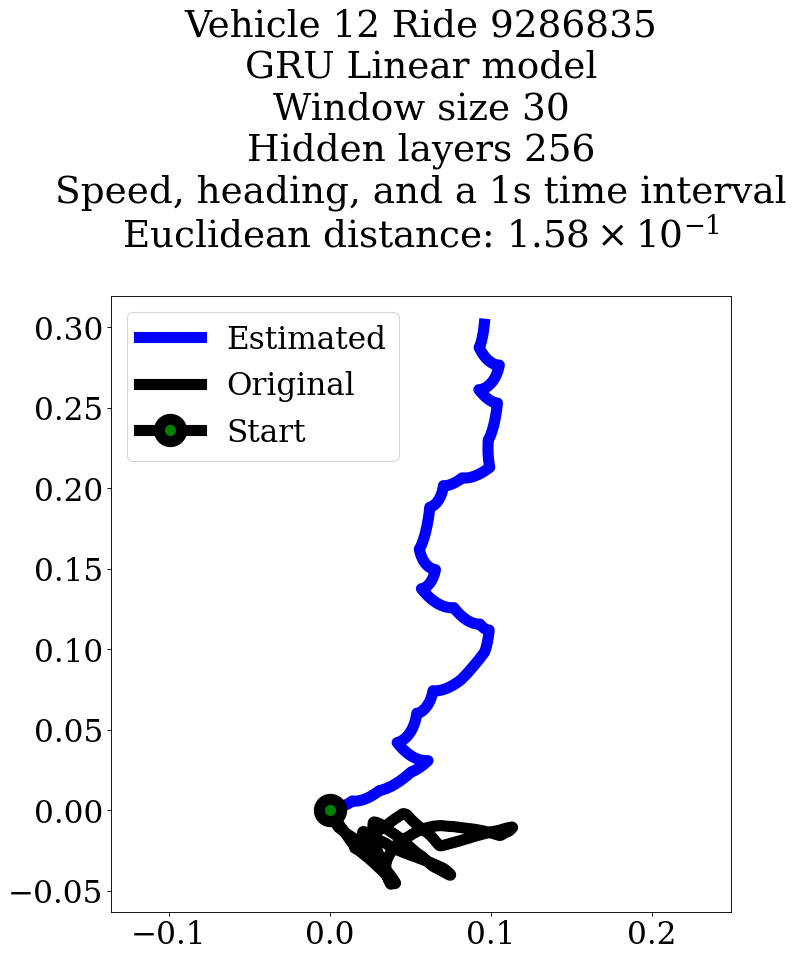 Vehicle 12 Ride 9286835
GRU Linear model
Window size 30
Hidden layers 256
Speed, heading, and a 1s time interval
Euclidean distance: 1.58 × 10⁻¹
Estimated
Original
Start
0.30
0.25
0.20
0.15
0.10
0.05
0.00
−0.05
−0.1
0.0
0.1
0.2